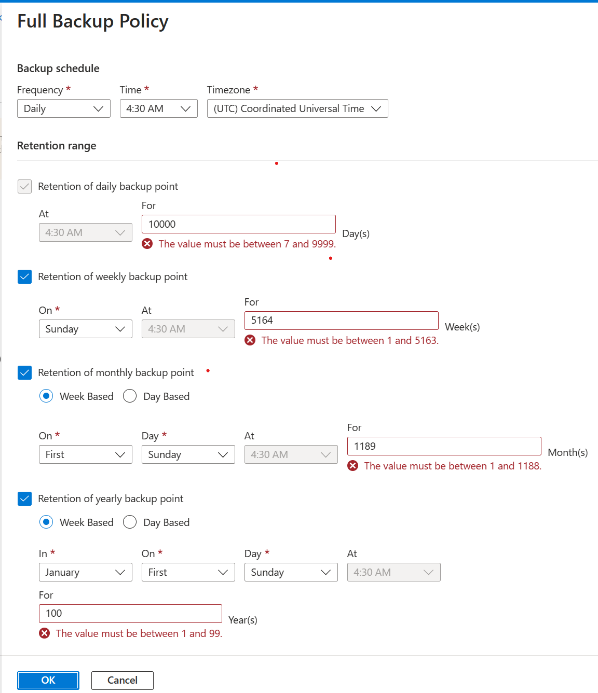 Full Backup Policy
Backup schedule
Frequency * Time * Timezone *
Daily 4:30 AM (UTC) Coordinated Universal Time
Retention range
Retention of daily backup point
At For
4:30 AM 10000 Day(s)
The value must be between 7 and 9999.
Retention of weekly backup point
On * At For
Sunday 4:30 AM 5164 Week(s)
The value must be between 1 and 5163.
Retention of monthly backup point
Week Based Day Based
On * Day * At For
First Sunday 4:30 AM 1189 Month(s)
The value must be between 1 and 1188.
Retention of yearly backup point
Week Based Day Based
In * On * Day * At
January First Sunday 4:30 AM
For
100 Year(s)
The value must be between 1 and 99.
OK Cancel